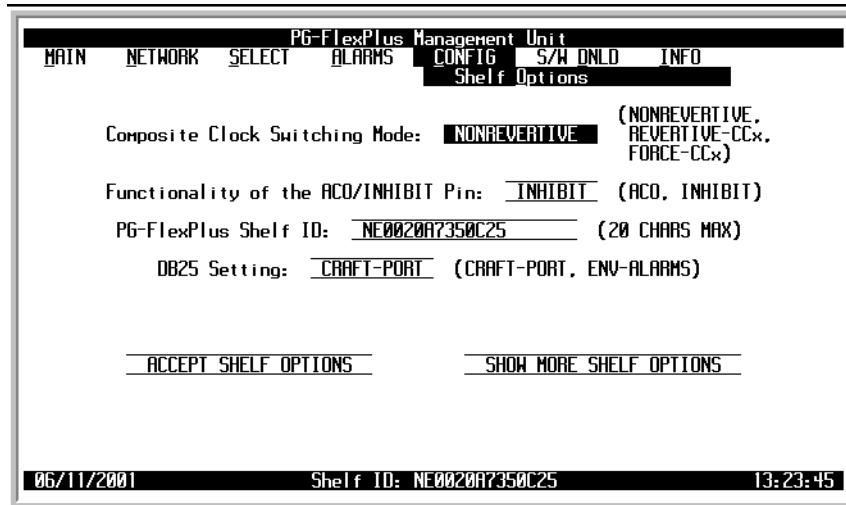 PG-FlexPlus Management Unit
MAIN NETWORK SELECT ALARMS CONFIG S/W DNLD INFO
Shelf Options
Composite Clock Switching Mode: NONREVERTIVE (NONREVERTIVE,
REVERTIVE-CCx,
FORCE-CCx)
Functionality of the ACO/INHIBIT Pin: INHIBIT (ACO, INHIBIT)
PG-FlexPlus Shelf ID: NE0020A7350C25 (20 CHARS MAX)
DB25 Setting: CRAFT-PORT (CRAFT-PORT, ENV-ALARMS)
ACCEPT SHELF OPTIONS SHOW MORE SHELF OPTIONS
06/11/2001 Shelf ID: NE0020A7350C25 13:23:45